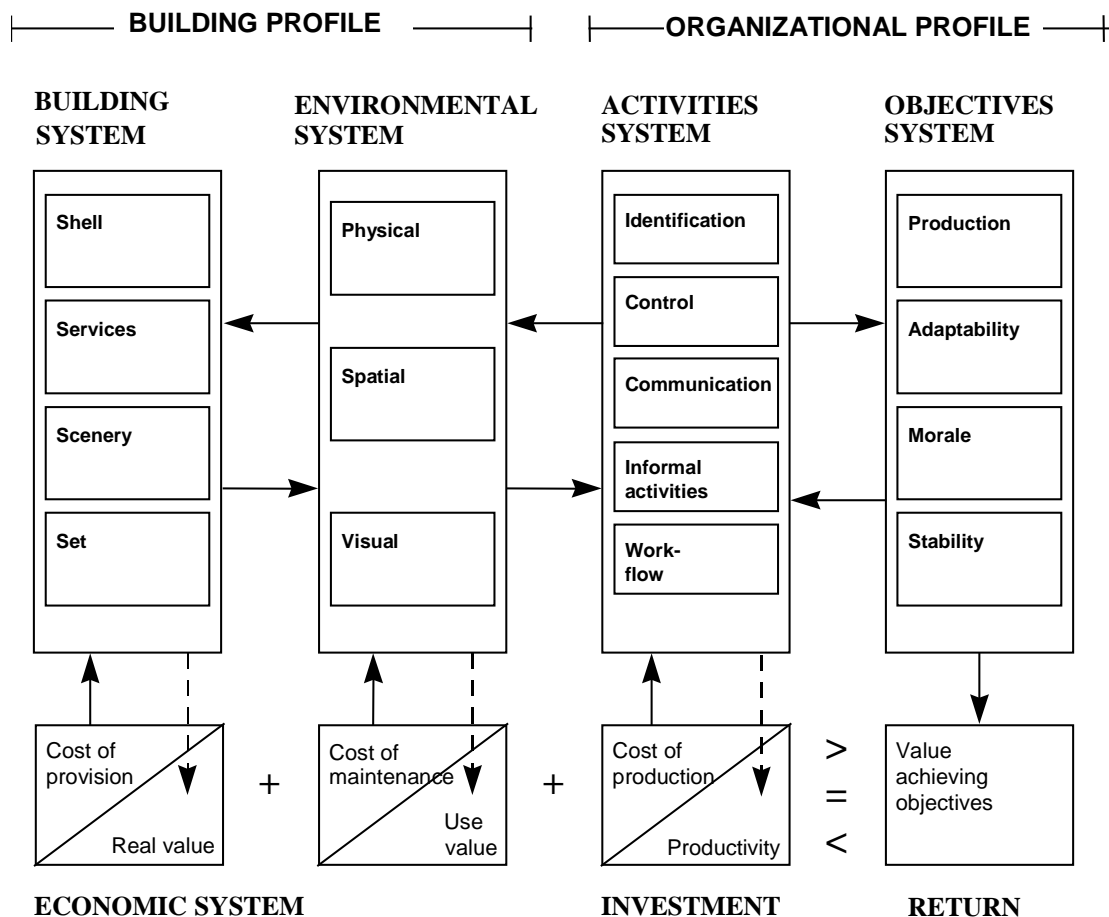 BUILDING PROFILE
ORGANIZATIONAL PROFILE
BUILDING
SYSTEM
ENVIRONMENTAL
SYSTEM
ACTIVITIES
SYSTEM
OBJECTIVES
SYSTEM
Shell
Services
Scenery
Set
Physical
Spatial
Visual
Identification
Control
Communication
Informal
activities
Work-
flow
Production
Adaptability
Morale
Stability
Cost of
provision
Real value
+
Cost of
maintenance
Use
value
+
Cost of
production
Productivity
>
=
<
Value
achieving
objectives
ECONOMIC SYSTEM
INVESTMENT
RETURN